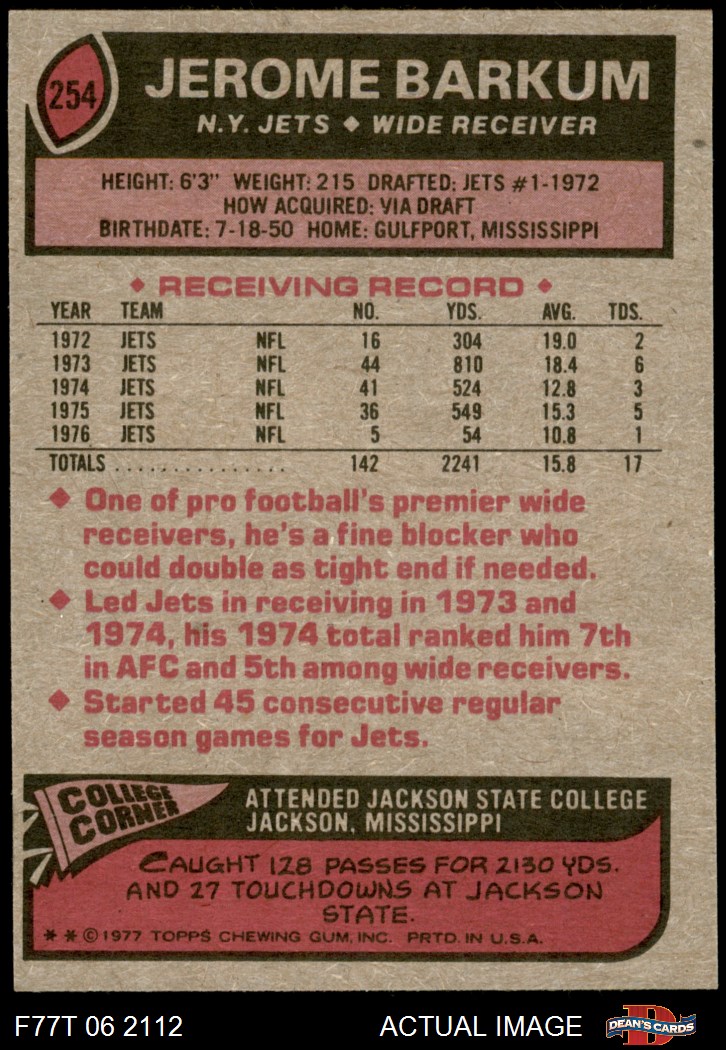 254
JEROME BARKUM
N.Y. JETS ◆ WIDE RECEIVER
HEIGHT: 6'3" WEIGHT: 215 DRAFTED: JETS #1-1972
HOW ACQUIRED: VIA DRAFT
BIRTHDATE: 7-18-50 HOME: GULFPORT, MISSISSIPPI
◆ RECEIVING RECORD ◆
YEAR TEAM NO. YDS. AVG. TDS.
1972 JETS NFL 16 304 19.0 2
1973 JETS NFL 44 810 18.4 6
1974 JETS NFL 41 524 12.8 3
1975 JETS NFL 36 549 15.3 5
1976 JETS NFL 5 54 10.8 1
TOTALS . . . . . . . . . . . . . . . 142 2241 15.8 17
◆ One of pro football's premier wide
receivers, he's a fine blocker who
could double as tight end if needed.
◆ Led Jets in receiving in 1973 and
1974, his 1974 total ranked him 7th
in AFC and 5th among wide receivers.
◆ Started 45 consecutive regular
season games for Jets.
COLLEGE
CORNER
ATTENDED JACKSON STATE COLLEGE
JACKSON, MISSISSIPPI
CAUGHT 128 PASSES FOR 2130 YDS.
AND 27 TOUCHDOWNS AT JACKSON
STATE.
* * © 1977 TOPPS CHEWING GUM, INC. PRTD. IN U.S.A.
F77T 06 2112 ACTUAL IMAGE
D
DEAN'S CARDS